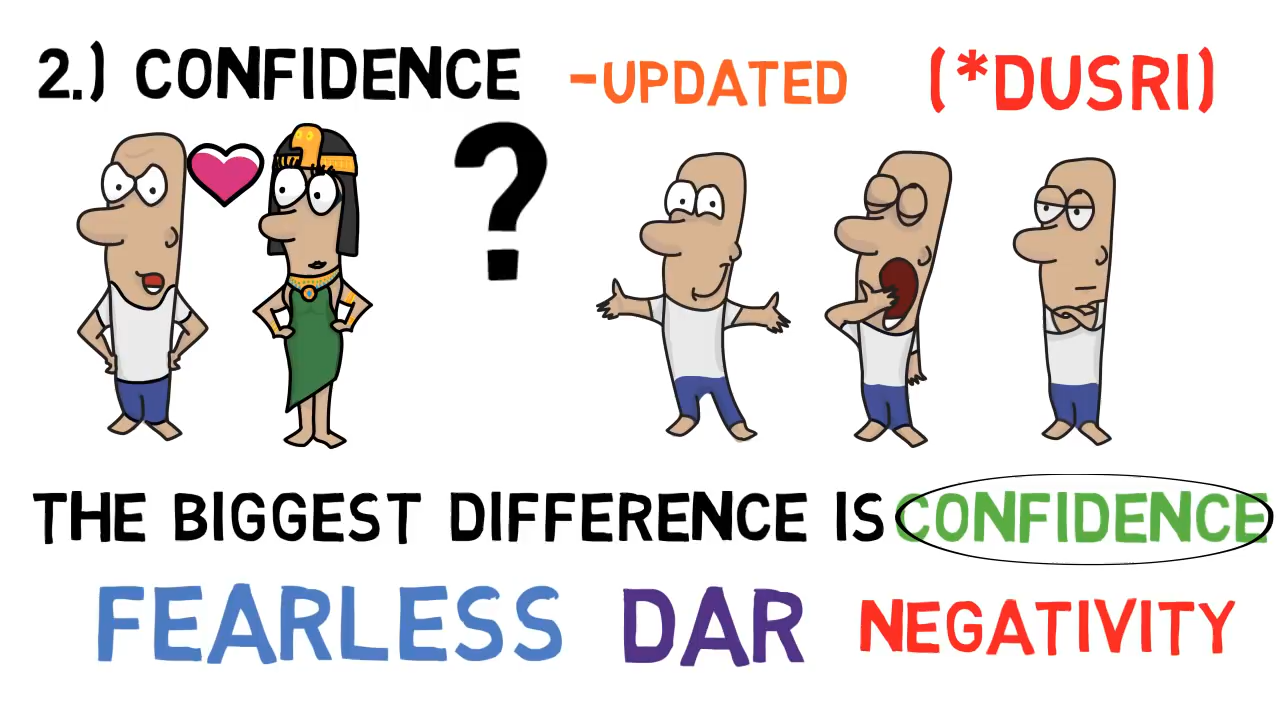 2.) CONFIDENCE -UPDATED (*DUSRI)
?
THE BIGGEST DIFFERENCE IS CONFIDENCE
FEARLESS DAR NEGATIVITY